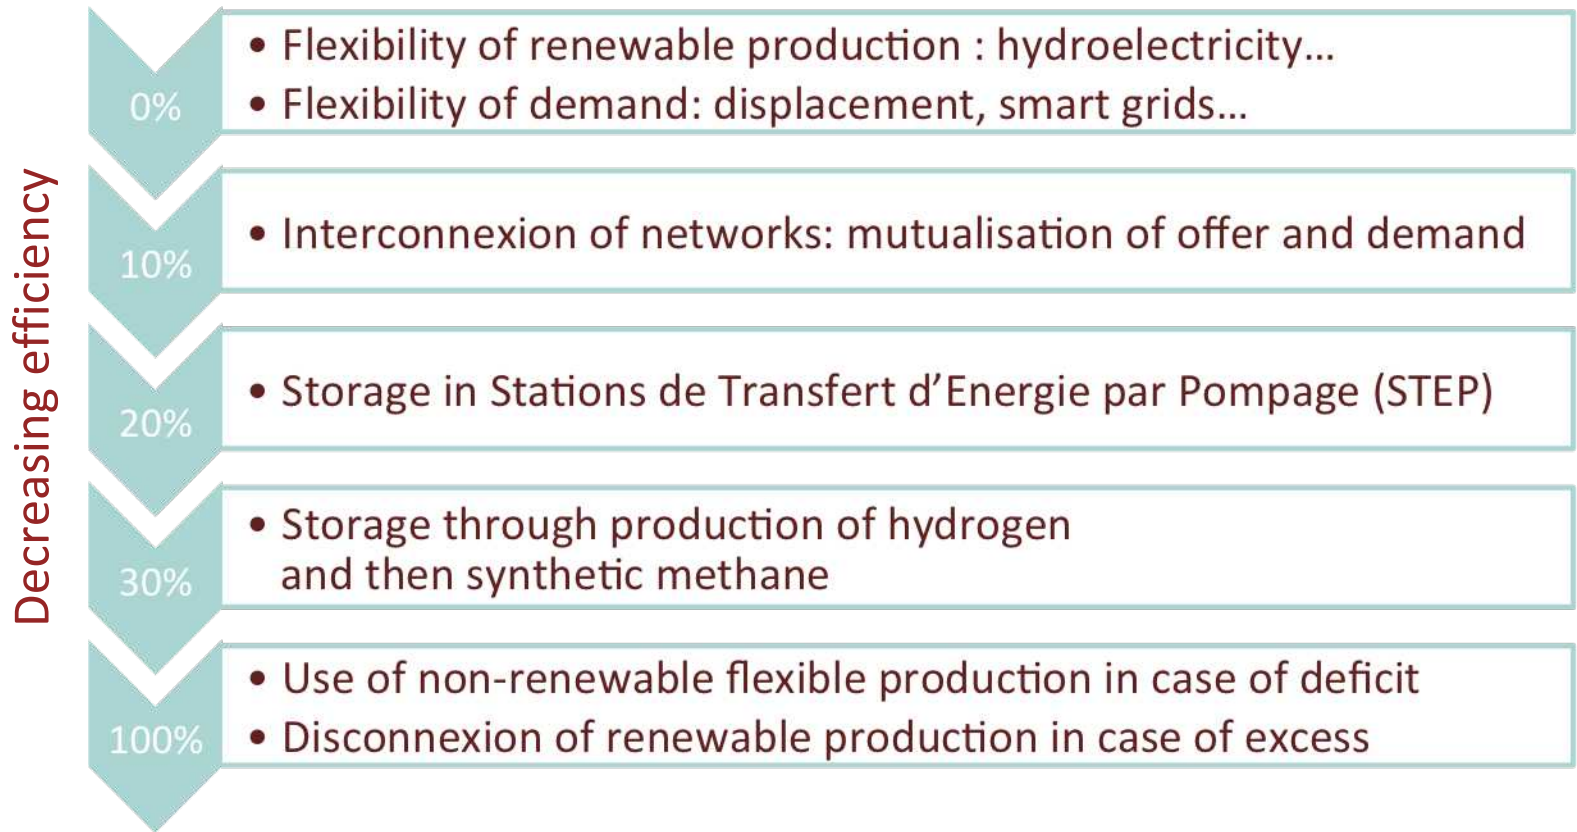 Decreasing efficiency
0%
• Flexibility of renewable production : hydroelectricity...
• Flexibility of demand: displacement, smart grids...
10%
• Interconnexion of networks: mutualisation of offer and demand
20%
• Storage in Stations de Transfert d’Energie par Pompage (STEP)
30%
• Storage through production of hydrogen
and then synthetic methane
100%
• Use of non-renewable flexible production in case of deficit
• Disconnexion of renewable production in case of excess